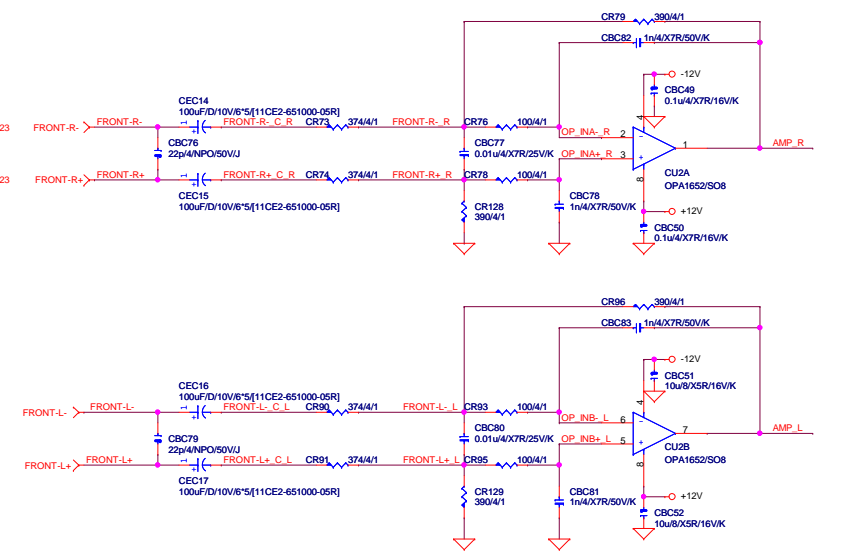 CR79 390/4/1
CBC82 1n/4/X7R/50V/K
-12V
CBC49
0.1u/4/X7R/16V/K
CEC14
100uF/D/10V/6*5/[11CE2-651000-05R]
23 FRONT-R- FRONT-R- 1 + FRONT-R-_C_R CR73 374/4/1 FRONT-R-_R CR76 100/4/1
4
OP_INA-_R 2 - 1 AMP_R
CBC76
22p/4/NPO/50V/J
CBC77
0.01u/4/X7R/25V/K
OP_INA+_R 3 +
23 FRONT-R+ FRONT-R+ 1 + FRONT-R+_C_R CR74 374/4/1 FRONT-R+_R CR78 100/4/1
8
CU2A
OPA1652/SO8
CEC15
100uF/D/10V/6*5/[11CE2-651000-05R]
CR128
390/4/1
CBC78
1n/4/X7R/50V/K
+12V
CBC50
0.1u/4/X7R/16V/K
CR96 390/4/1
CBC83 1n/4/X7R/50V/K
-12V
CBC51
10u/8/X5R/16V/K
CEC16
100uF/D/10V/6*5/[11CE2-651000-05R]
FRONT-L- FRONT-L- 1 + FRONT-L-_C_L CR90 374/4/1 FRONT-L-_L CR93 100/4/1
4
OP_INB-_L 6 - 7 AMP_L
CBC79
22p/4/NPO/50V/J
CBC80
0.01u/4/X7R/25V/K
OP_INB+_L 5 +
FRONT-L+ FRONT-L+ 1 + FRONT-L+_C_L CR91 374/4/1 FRONT-L+_L CR95 100/4/1
8
CU2B
OPA1652/SO8
CEC17
100uF/D/10V/6*5/[11CE2-651000-05R]
CR129
390/4/1
CBC81
1n/4/X7R/50V/K
+12V
CBC52
10u/8/X5R/16V/K